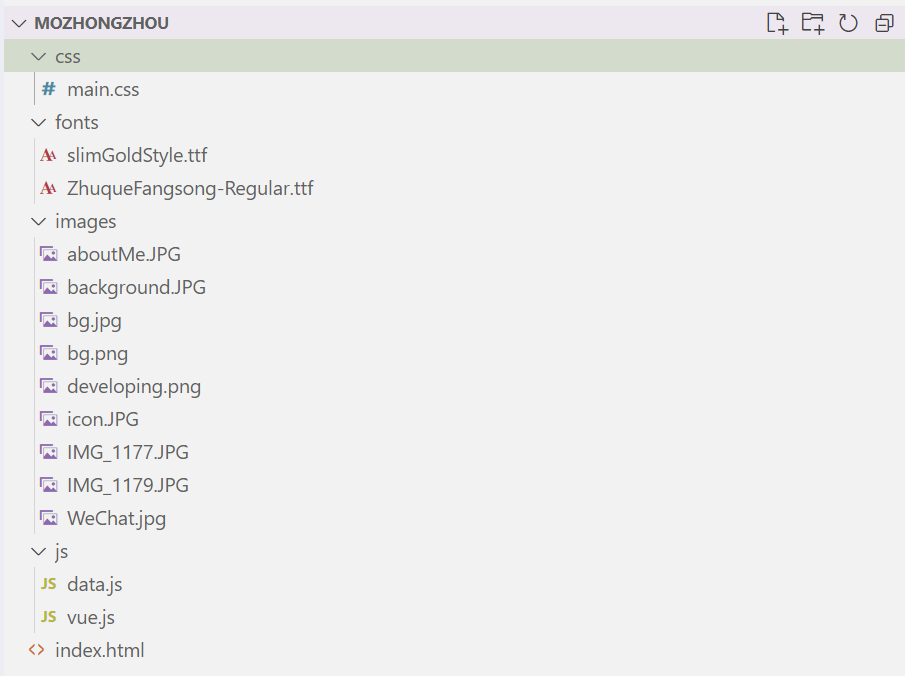 MOZHONGZHOU
css
# main.css
fonts
slimGoldStyle.ttf
ZhuqueFangsong-Regular.ttf
images
aboutMe.JPG
background.JPG
bg.jpg
bg.png
developing.png
icon.JPG
IMG_1177.JPG
IMG_1179.JPG
WeChat.jpg
js
JS data.js
JS vue.js
<> index.html